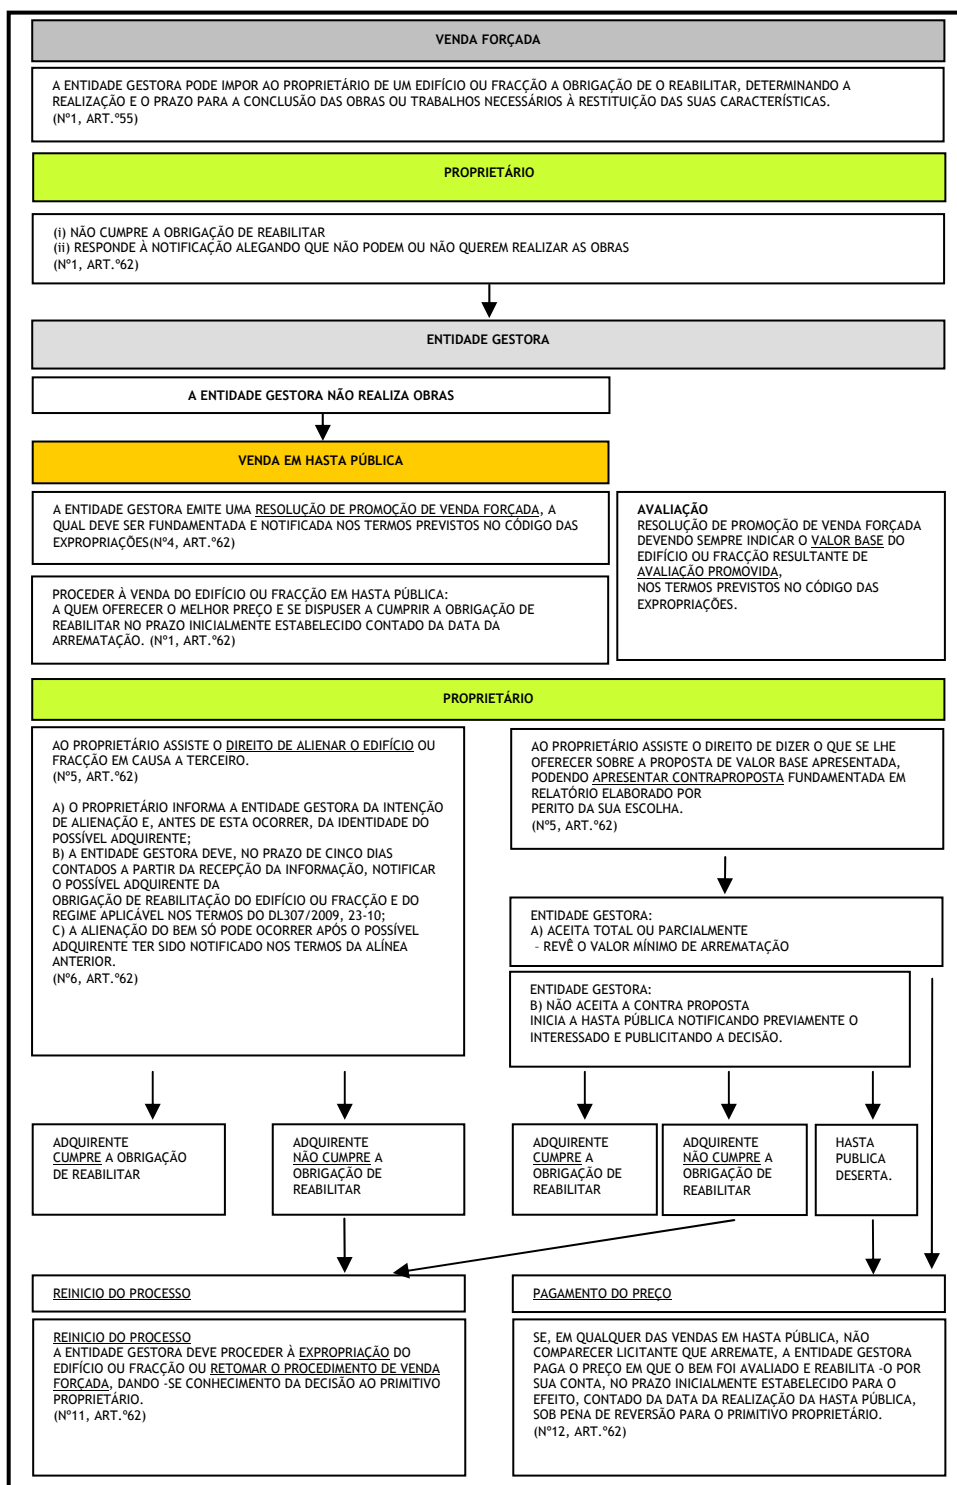 VENDA FORÇADA
A ENTIDADE GESTORA PODE IMPOR AO PROPRIETÁRIO DE UM EDIFÍCIO OU FRACÇÃO A OBRIGAÇÃO DE O REABILITAR, DETERMINANDO A
REALIZAÇÃO E O PRAZO PARA A CONCLUSÃO DAS OBRAS OU TRABALHOS NECESSÁRIOS À RESTITUIÇÃO DAS SUAS CARACTERÍSTICAS.
(Nº1, ART.º55)
PROPRIETÁRIO
(i) NÃO CUMPRE A OBRIGAÇÃO DE REABILITAR
(ii) RESPONDE À NOTIFICAÇÃO ALEGANDO QUE NÃO PODEM OU NÃO QUEREM REALIZAR AS OBRAS
(Nº1, ART.º62)
ENTIDADE GESTORA
A ENTIDADE GESTORA NÃO REALIZA OBRAS
VENDA EM HASTA PÚBLICA
A ENTIDADE GESTORA EMITE UMA RESOLUÇÃO DE PROMOÇÃO DE VENDA FORÇADA, A
QUAL DEVE SER FUNDAMENTADA E NOTIFICADA NOS TERMOS PREVISTOS NO CÓDIGO DAS
EXPROPRIAÇÕES(Nº4, ART.º62)
PROCEDER À VENDA DO EDIFÍCIO OU FRACÇÃO EM HASTA PÚBLICA:
A QUEM OFERECER O MELHOR PREÇO E SE DISPUSER A CUMPRIR A OBRIGAÇÃO DE
REABILITAR NO PRAZO INICIALMENTE ESTABELECIDO CONTADO DA DATA DA
ARREMATAÇÃO. (Nº1, ART.º62)
AVALIAÇÃO
RESOLUÇÃO DE PROMOÇÃO DE VENDA FORÇADA
DEVENDO SEMPRE INDICAR O VALOR BASE DO
EDIFÍCIO OU FRACÇÃO RESULTANTE DE
AVALIAÇÃO PROMOVIDA,
NOS TERMOS PREVISTOS NO CÓDIGO DAS
EXPROPRIAÇÕES.
PROPRIETÁRIO
AO PROPRIETÁRIO ASSISTE O DIREITO DE ALIENAR O EDIFÍCIO OU
FRACÇÃO EM CAUSA A TERCEIRO.
(Nº5, ART.º62)
A) O PROPRIETÁRIO INFORMA A ENTIDADE GESTORA DA INTENÇÃO
DE ALIENAÇÃO E, ANTES DE ESTA OCORRER, DA IDENTIDADE DO
POSSÍVEL ADQUIRENTE;
B) A ENTIDADE GESTORA DEVE, NO PRAZO DE CINCO DIAS
CONTADOS A PARTIR DA RECEPÇÃO DA INFORMAÇÃO, NOTIFICAR
O POSSÍVEL ADQUIRENTE DA
OBRIGAÇÃO DE REABILITAÇÃO DO EDIFÍCIO OU FRACÇÃO E DO
REGIME APLICÁVEL NOS TERMOS DO DL307/2009, 23-10;
C) A ALIENAÇÃO DO BEM SÓ PODE OCORRER APÓS O POSSÍVEL
ADQUIRENTE TER SIDO NOTIFICADO NOS TERMOS DA ALÍNEA
ANTERIOR.
(Nº6, ART.º62)
AO PROPRIETÁRIO ASSISTE O DIREITO DE DIZER O QUE SE LHE
OFERECER SOBRE A PROPOSTA DE VALOR BASE APRESENTADA,
PODENDO APRESENTAR CONTRAPROPOSTA FUNDAMENTADA EM
RELATÓRIO ELABORADO POR
PERITO DA SUA ESCOLHA.
(Nº5, ART.º62)
ENTIDADE GESTORA:
A) ACEITA TOTAL OU PARCIALMENTE
- REVÊ O VALOR MÍNIMO DE ARREMATAÇÃO
ENTIDADE GESTORA:
B) NÃO ACEITA A CONTRA PROPOSTA
INICIA A HASTA PÚBLICA NOTIFICANDO PREVIAMENTE O
INTERESSADO E PUBLICITANDO A DECISÃO.
ADQUIRENTE
CUMPRE A OBRIGAÇÃO
DE REABILITAR
ADQUIRENTE
NÃO CUMPRE A
OBRIGAÇÃO DE
REABILITAR
ADQUIRENTE
CUMPRE A
OBRIGAÇÃO DE
REABILITAR
ADQUIRENTE
NÃO CUMPRE A
OBRIGAÇÃO DE
REABILITAR
HASTA
PUBLICA
DESERTA.
REINICIO DO PROCESSO
REINICIO DO PROCESSO
A ENTIDADE GESTORA DEVE PROCEDER À EXPROPRIAÇÃO DO
EDIFÍCIO OU FRACÇÃO OU RETOMAR O PROCEDIMENTO DE VENDA
FORÇADA, DANDO -SE CONHECIMENTO DA DECISÃO AO PRIMITIVO
PROPRIETÁRIO.
(Nº11, ART.º62)
PAGAMENTO DO PREÇO
SE, EM QUALQUER DAS VENDAS EM HASTA PÚBLICA, NÃO
COMPARECER LICITANTE QUE ARREMATE, A ENTIDADE GESTORA
PAGA O PREÇO EM QUE O BEM FOI AVALIADO E REABILITA -O POR
SUA CONTA, NO PRAZO INICIALMENTE ESTABELECIDO PARA O
EFEITO, CONTADO DA DATA DA REALIZAÇÃO DA HASTA PÚBLICA,
SOB PENA DE REVERSÃO PARA O PRIMITIVO PROPRIETÁRIO.
(Nº12, ART.º62)